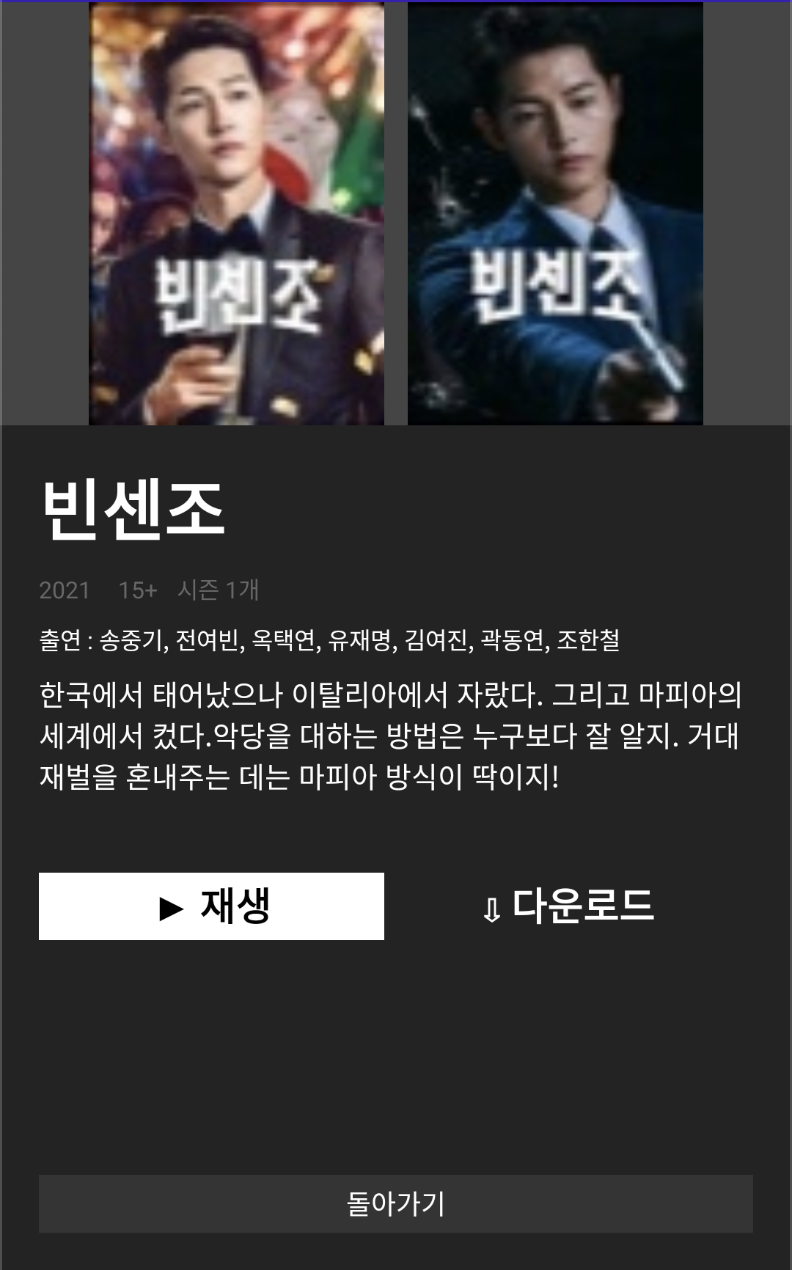 빈센조
빈센조
빈센조
2021 15+ 시즌 1개
출연 : 송중기, 전여빈, 옥택연, 유재명, 김여진, 곽동연, 조한철
한국에서 태어났으나 이탈리아에서 자랐다. 그리고 마피아의
세계에서 컸다.악당을 대하는 방법은 누구보다 잘 알지. 거대
재벌을 혼내주는 데는 마피아 방식이 딱이지!
▶ 재생
⇩ 다운로드
돌아가기